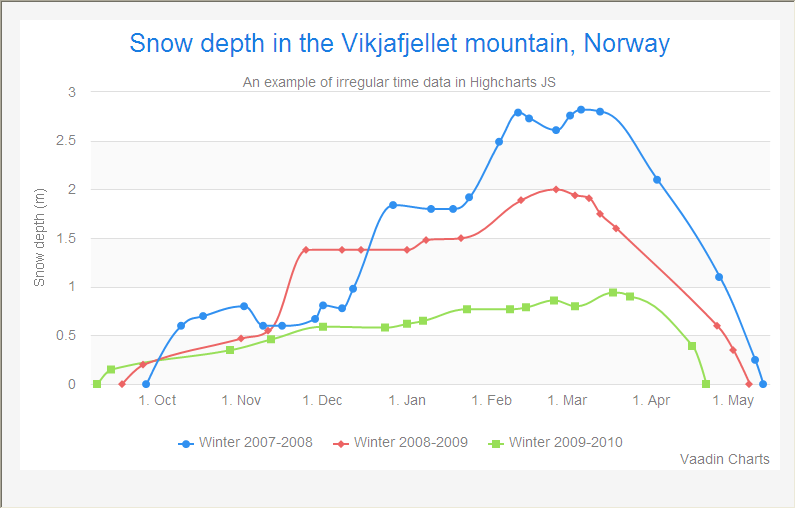 Snow depth in the Vikjafjellet mountain, Norway
An example of irregular time data in Highcharts JS
3
2.5
2
1.5
1
0.5
0
Snow depth (m)
1. Oct 1. Nov 1. Dec 1. Jan 1. Feb 1. Mar 1. Apr 1. May
Winter 2007-2008 Winter 2008-2009 Winter 2009-2010
Vaadin Charts